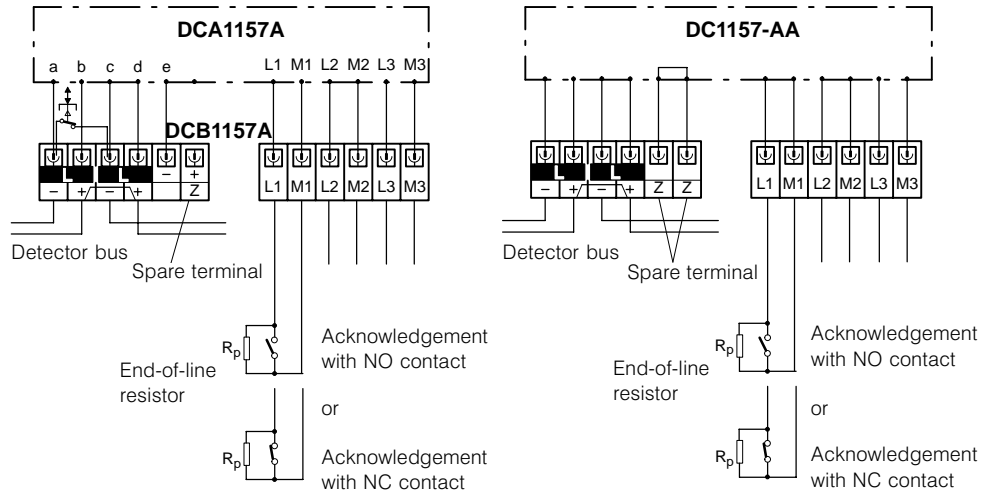 DCA1157A
a b c d e L1 M1 L2 M2 L3 M3
DCB1157A
− + − + − +
Z
L1 M1 L2 M2 L3 M3
Detector bus
Spare terminal
Rp
Acknowledgement
with NO contact
End-of-line
resistor
or
Rp
Acknowledgement
with NC contact
DC1157-AA
− + − + Z Z
L1 M1 L2 M2 L3 M3
Detector bus
Spare terminal
Rp
Acknowledgement
with NO contact
End-of-line
resistor
or
Rp
Acknowledgement
with NC contact